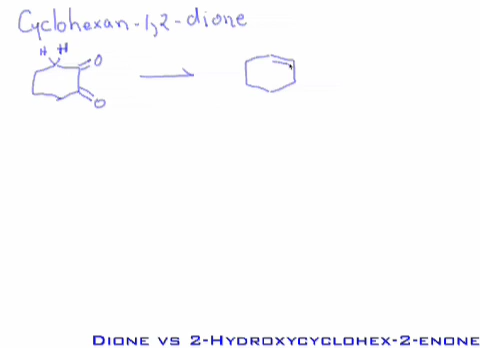 Cyclohexan-1,2-dione
H H
O
O
DIONE VS 2-HYDROXYCYCLOHEX-2-ENONE